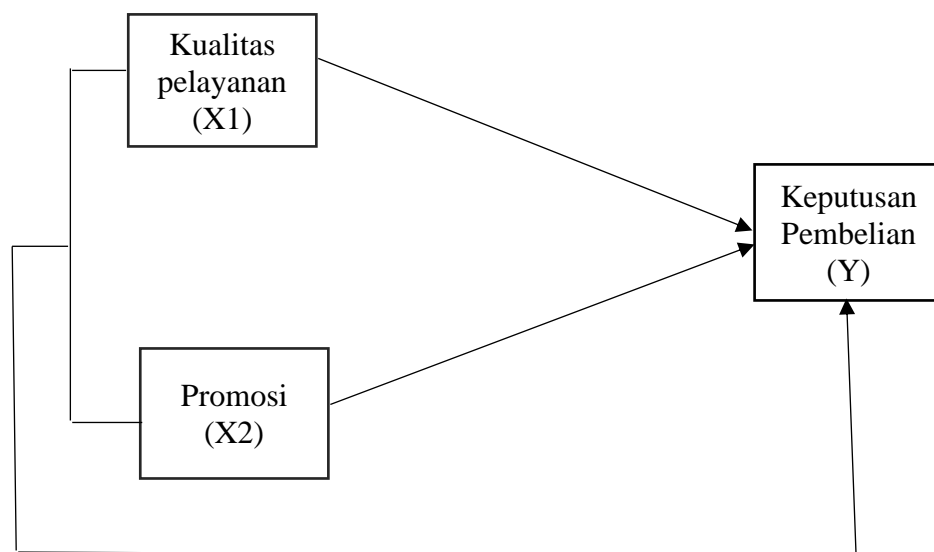 Kualitas
pelayanan
(X1)
Keputusan
Pembelian
(Y)
Promosi
(X2)